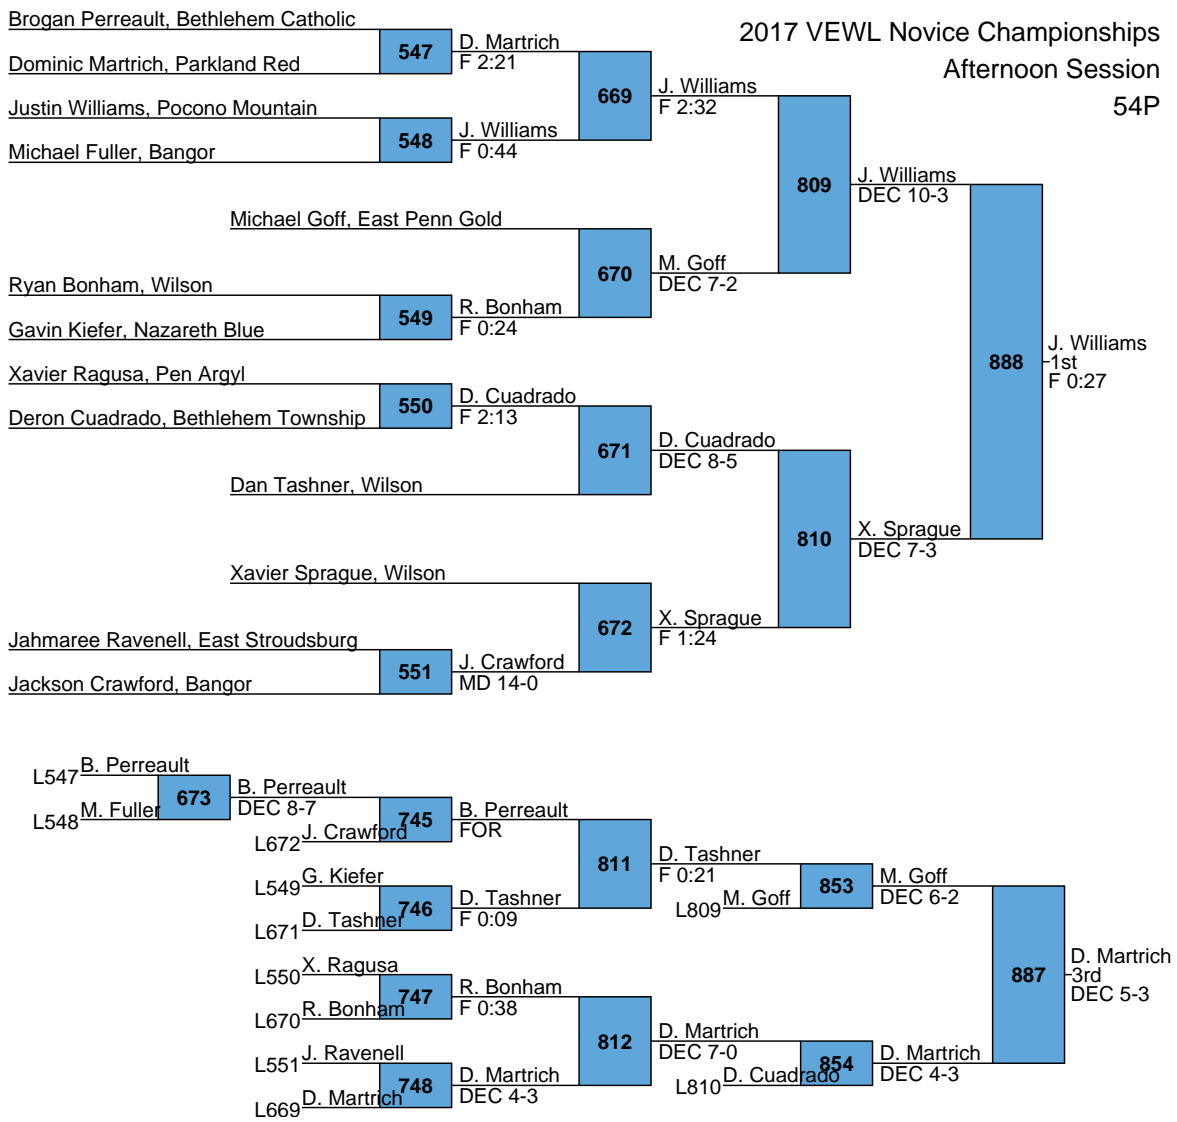 2017 VEWL Novice Championships
Afternoon Session
54P
Brogan Perreault, Bethlehem Catholic
547
D. Martrich
F 2:21
Dominic Martrich, Parkland Red
669
J. Williams
F 2:32
Justin Williams, Pocono Mountain
548
J. Williams
F 0:44
Michael Fuller, Bangor
809
J. Williams
DEC 10-3
Michael Goff, East Penn Gold
670
M. Goff
DEC 7-2
Ryan Bonham, Wilson
549
R. Bonham
F 0:24
Gavin Kiefer, Nazareth Blue
888
J. Williams
1st
F 0:27
Xavier Ragusa, Pen Argyl
550
D. Cuadrado
F 2:13
Deron Cuadrado, Bethlehem Township
671
D. Cuadrado
DEC 8-5
Dan Tashner, Wilson
810
X. Sprague
DEC 7-3
Xavier Sprague, Wilson
672
X. Sprague
F 1:24
Jahmaree Ravenell, East Stroudsburg
551
J. Crawford
MD 14-0
Jackson Crawford, Bangor
L547
B. Perreault
673
B. Perreault
DEC 8-7
L548
M. Fuller
745
B. Perreault
FOR
L672
J. Crawford
811
D. Tashner
F 0:21
L549
G. Kiefer
746
D. Tashner
F 0:09
L671
D. Tashner
853
M. Goff
DEC 6-2
L809
M. Goff
L550
X. Ragusa
747
R. Bonham
F 0:38
L670
R. Bonham
887
D. Martrich
3rd
DEC 5-3
812
D. Martrich
DEC 7-0
L551
J. Ravenell
748
D. Martrich
DEC 4-3
L669
D. Martrich
854
D. Martrich
DEC 4-3
L810
D. Cuadrado